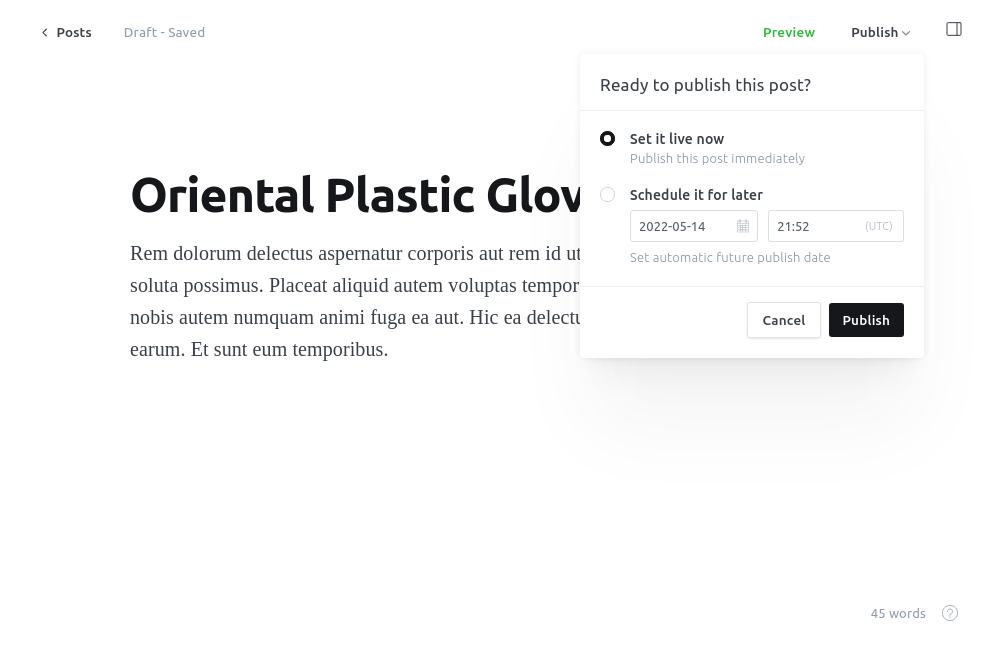 Posts
Draft - Saved
Preview
Publish
Ready to publish this post?
Set it live now
Publish this post immediately
Schedule it for later
2022-05-14
21:52
(UTC)
Set automatic future publish date
Cancel
Publish
Oriental Plastic
Rem dolorum delectus aspernatur corporis aut rem id ut
soluta possimus. Placeat aliquid autem voluptas
nobis autem numquam animi fuga ea aut. Hic ea
earum. Et sunt eum temporibus.
45 words
?